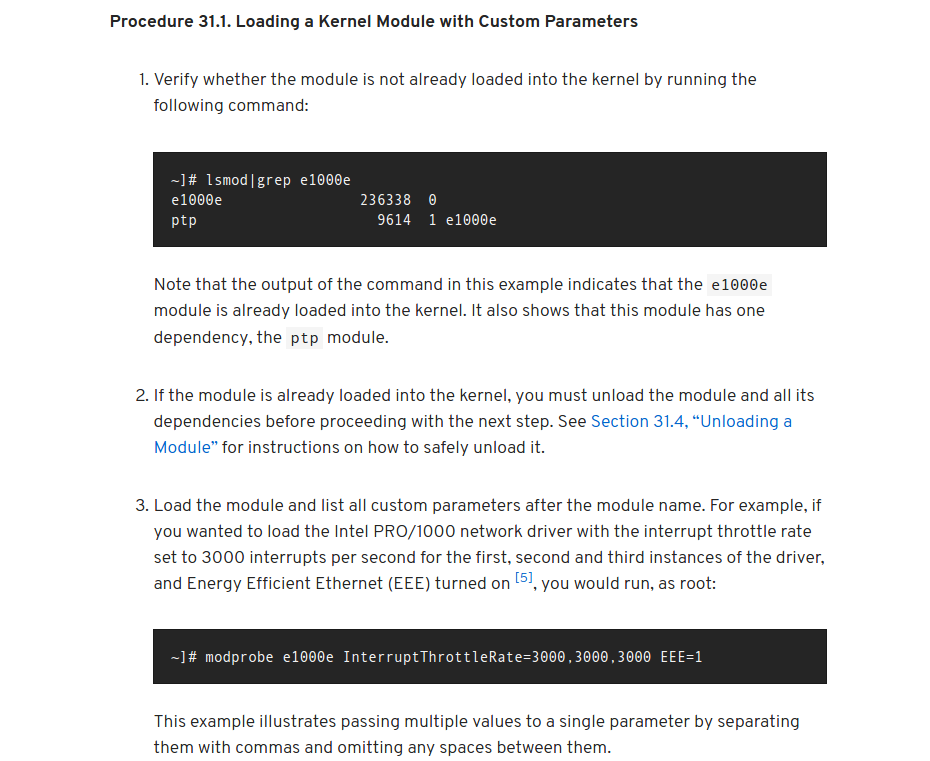 Procedure 31.1. Loading a Kernel Module with Custom Parameters
1. Verify whether the module is not already loaded into the kernel by running the
following command:
~]# lsmod|grep e1000e
e1000e                236338  0
ptp                     9614  1 e1000e
Note that the output of the command in this example indicates that the e1000e
module is already loaded into the kernel. It also shows that this module has one
dependency, the ptp module.
2. If the module is already loaded into the kernel, you must unload the module and all its
dependencies before proceeding with the next step. See Section 31.4, “Unloading a
Module” for instructions on how to safely unload it.
3. Load the module and list all custom parameters after the module name. For example, if
you wanted to load the Intel PRO/1000 network driver with the interrupt throttle rate
set to 3000 interrupts per second for the first, second and third instances of the driver,
and Energy Efficient Ethernet (EEE) turned on [5], you would run, as root:
~]# modprobe e1000e InterruptThrottleRate=3000,3000,3000 EEE=1
This example illustrates passing multiple values to a single parameter by separating
them with commas and omitting any spaces between them.